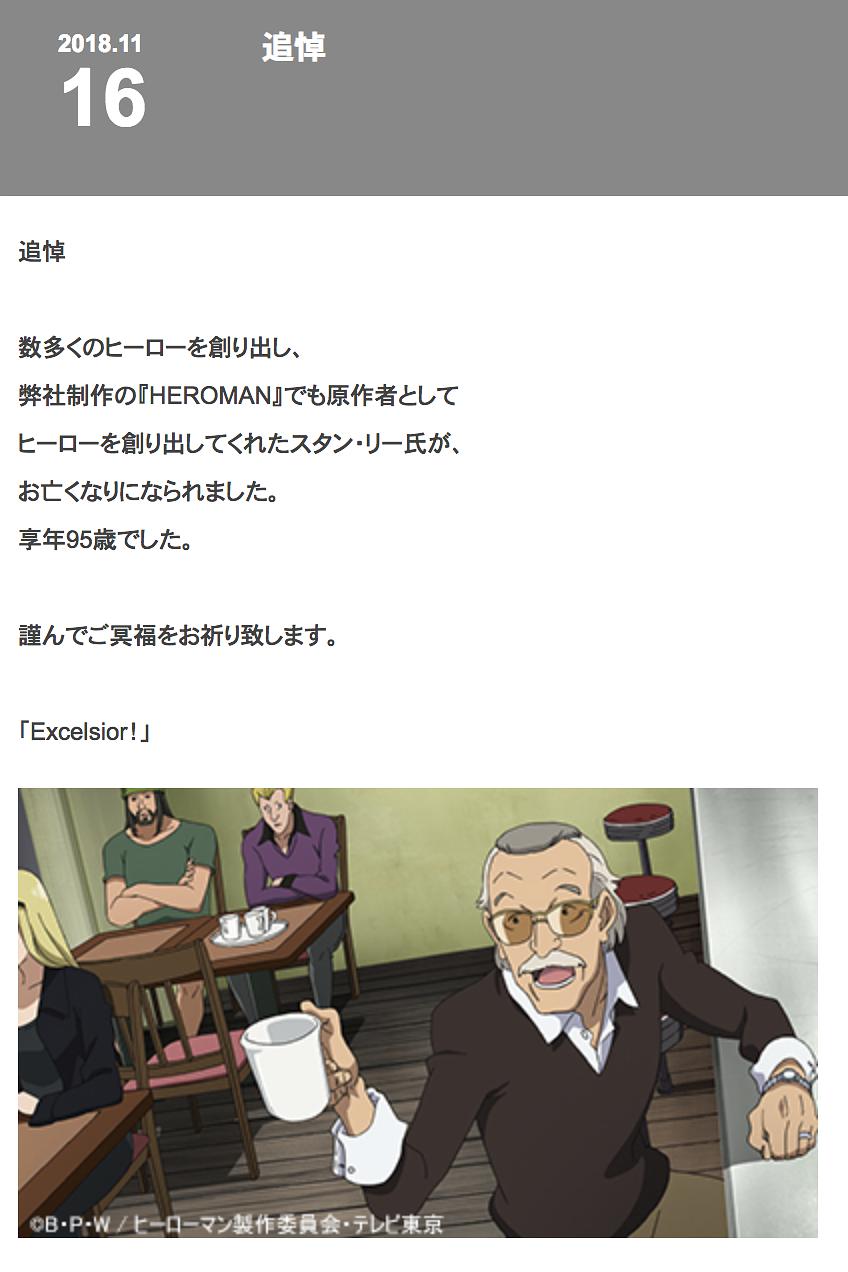 2018.11
16
追悼
追悼
数多くのヒーローを創り出し、
弊社制作の『HEROMAN』でも原作者として
ヒーローを創り出してくれたスタン・リー氏が、
お亡くなりになられました。
享年95歳でした。
謹んでご冥福をお祈り致します。
「Excelsior!」
©B・P・W / ヒーローマン製作委員会・テレビ東京